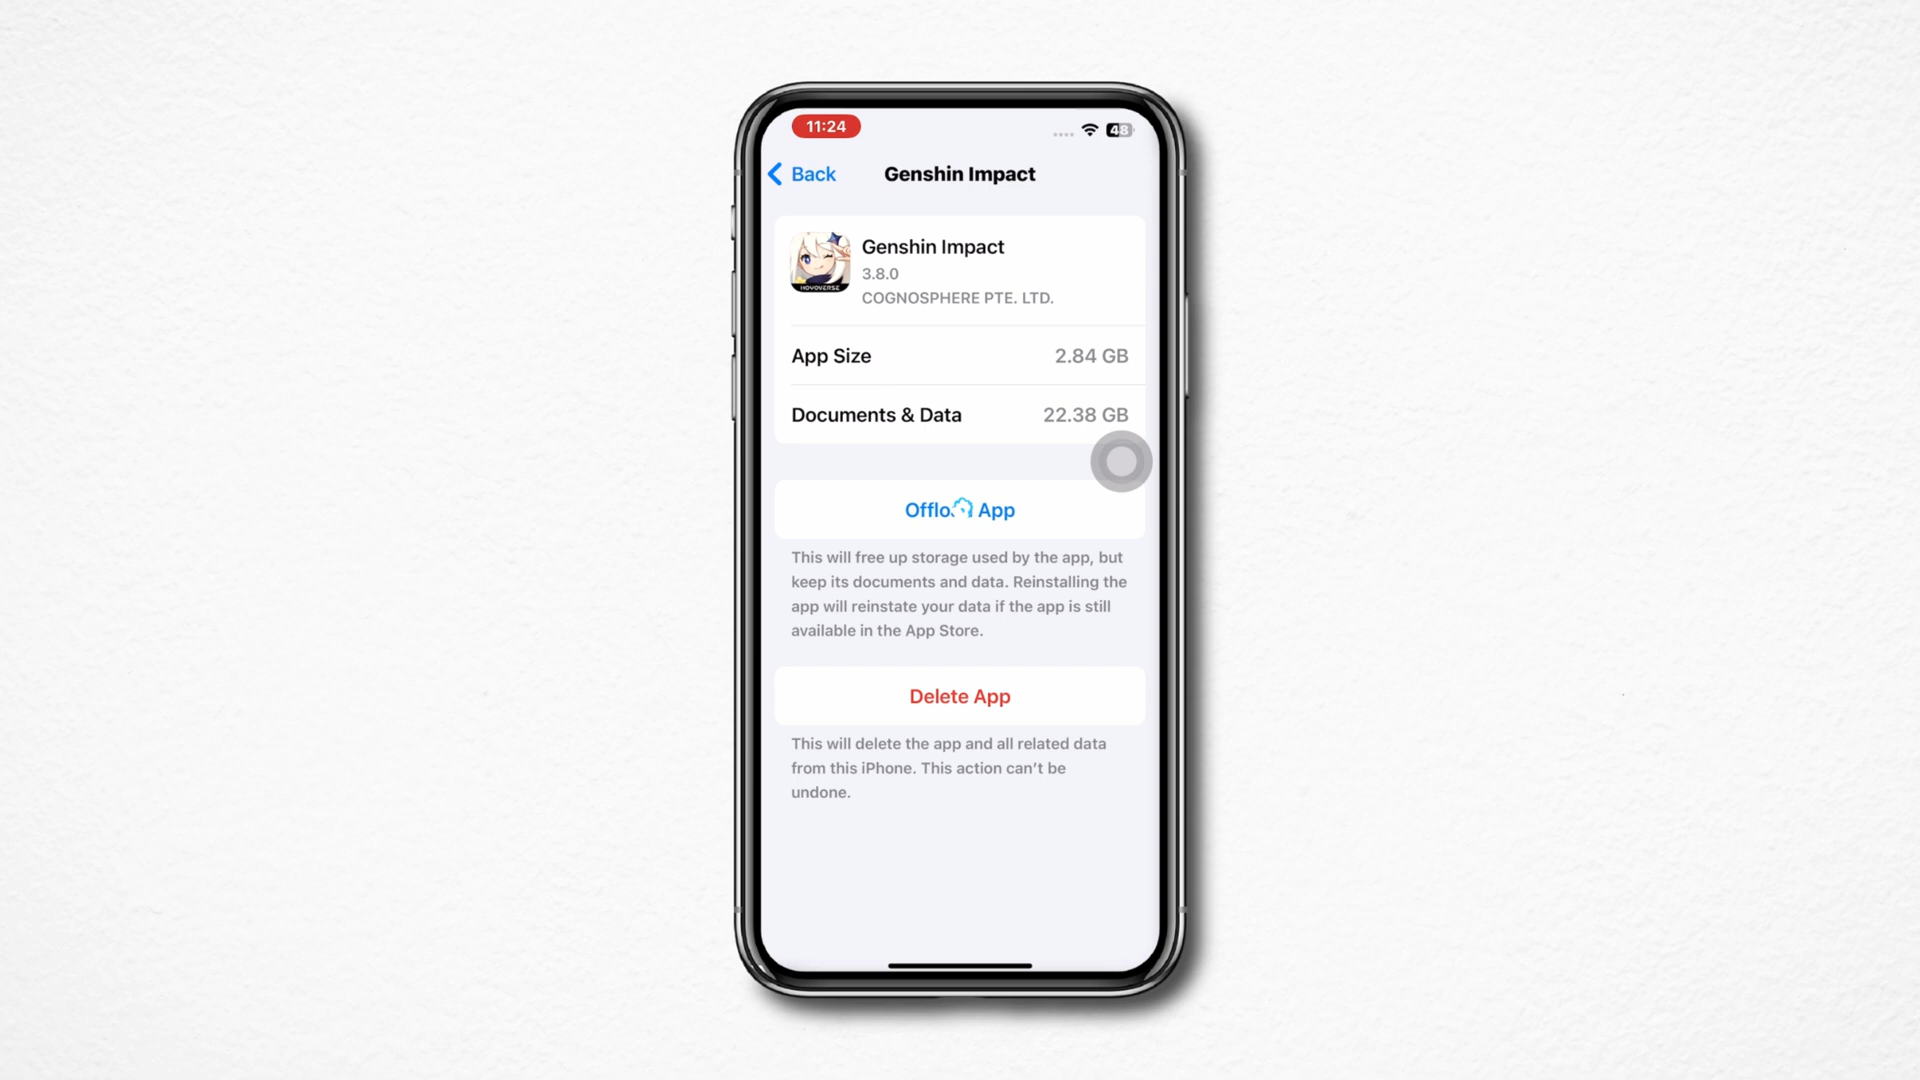 11:24
48
Back
Genshin Impact
HOYOVERSE
Genshin Impact
3.8.0
COGNOSPHERE PTE. LTD.
App Size 2.84 GB
Documents & Data 22.38 GB
App
This will free up storage used by the app, but
keep its documents and data. Reinstalling the
app will reinstate your data if the app is still
available in the App Store.
Delete App
This will delete the app and all related data
from this iPhone. This action can’t be
undone.